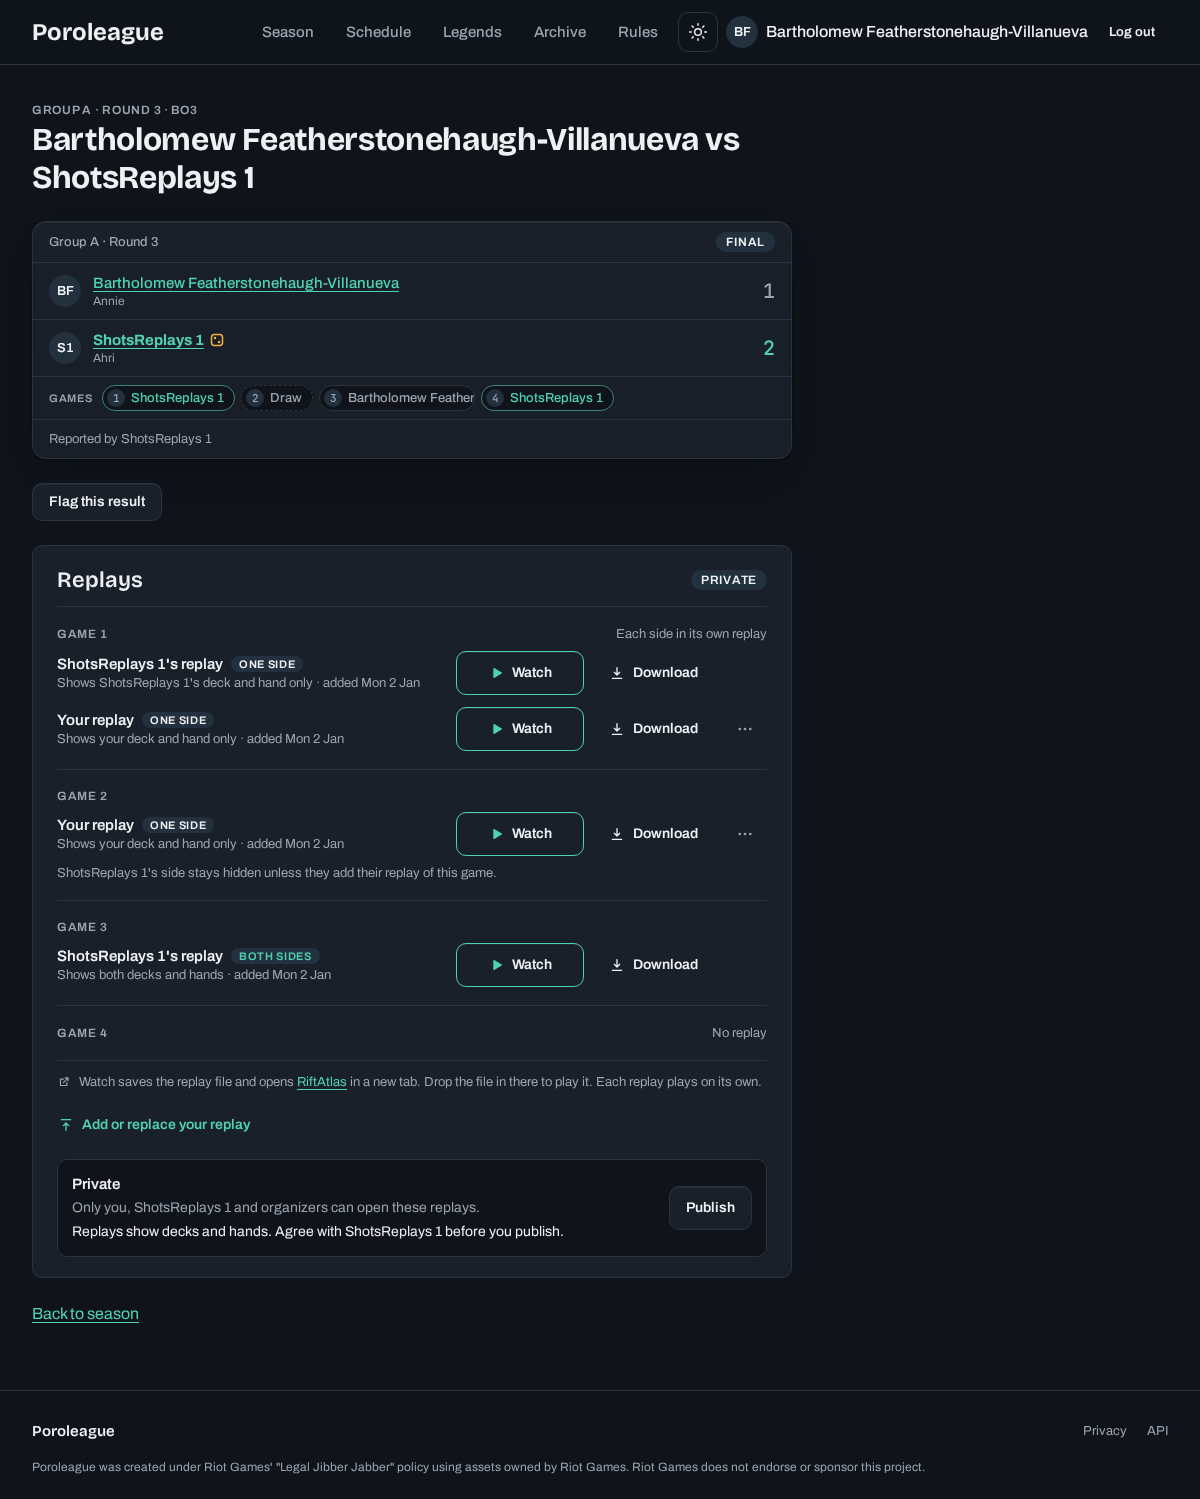 Poroleague
Season Schedule Legends Archive Rules BF Bartholomew Featherstonehaugh-Villanueva Log out
GROUP A · ROUND 3 · BO3
Bartholomew Featherstonehaugh-Villanueva vs
ShotsReplays 1
Group A · Round 3 FINAL
BF Bartholomew Featherstonehaugh-Villanueva 1
Annie
S1 ShotsReplays 1 2
Ahri
GAMES 1 ShotsReplays 1 2 Draw 3 Bartholomew Feather 4 ShotsReplays 1
Reported by ShotsReplays 1
Flag this result
Replays PRIVATE
GAME 1 Each side in its own replay
ShotsReplays 1's replay ONE SIDE Watch Download
Shows ShotsReplays 1's deck and hand only · added Mon 2 Jan
Your replay ONE SIDE Watch Download ...
Shows your deck and hand only · added Mon 2 Jan
GAME 2
Your replay ONE SIDE Watch Download ...
Shows your deck and hand only · added Mon 2 Jan
ShotsReplays 1's side stays hidden unless they add their replay of this game.
GAME 3
ShotsReplays 1's replay BOTH SIDES Watch Download
Shows both decks and hands · added Mon 2 Jan
GAME 4 No replay
Watch saves the replay file and opens RiftAtlas in a new tab. Drop the file in there to play it. Each replay plays on its own.
Add or replace your replay
Private
Only you, ShotsReplays 1 and organizers can open these replays.
Replays show decks and hands. Agree with ShotsReplays 1 before you publish.
Publish
Back to season
Poroleague Privacy API
Poroleague was created under Riot Games' "Legal Jibber Jabber" policy using assets owned by Riot Games. Riot Games does not endorse or sponsor this project.